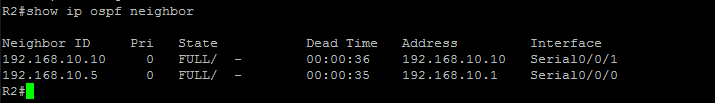 R2#show ip ospf neighbor
Neighbor ID     Pri   State           Dead Time   Address         Interface
192.168.10.10     0   FULL/  -        00:00:36    192.168.10.10   Serial0/0/1
192.168.10.5      0   FULL/  -        00:00:35    192.168.10.1    Serial0/0/0
R2#